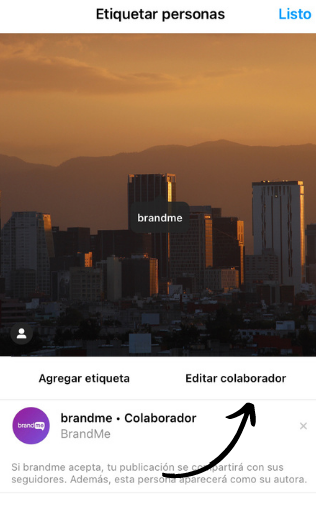 Etiquetar personas
Listo
brandme
Agregar etiqueta
Editar colaborador
brandme
brandme • Colaborador
BrandMe
Si brandme acepta, tu publicación se compartirá con sus
seguidores. Además, esta persona aparecerá como su autora.